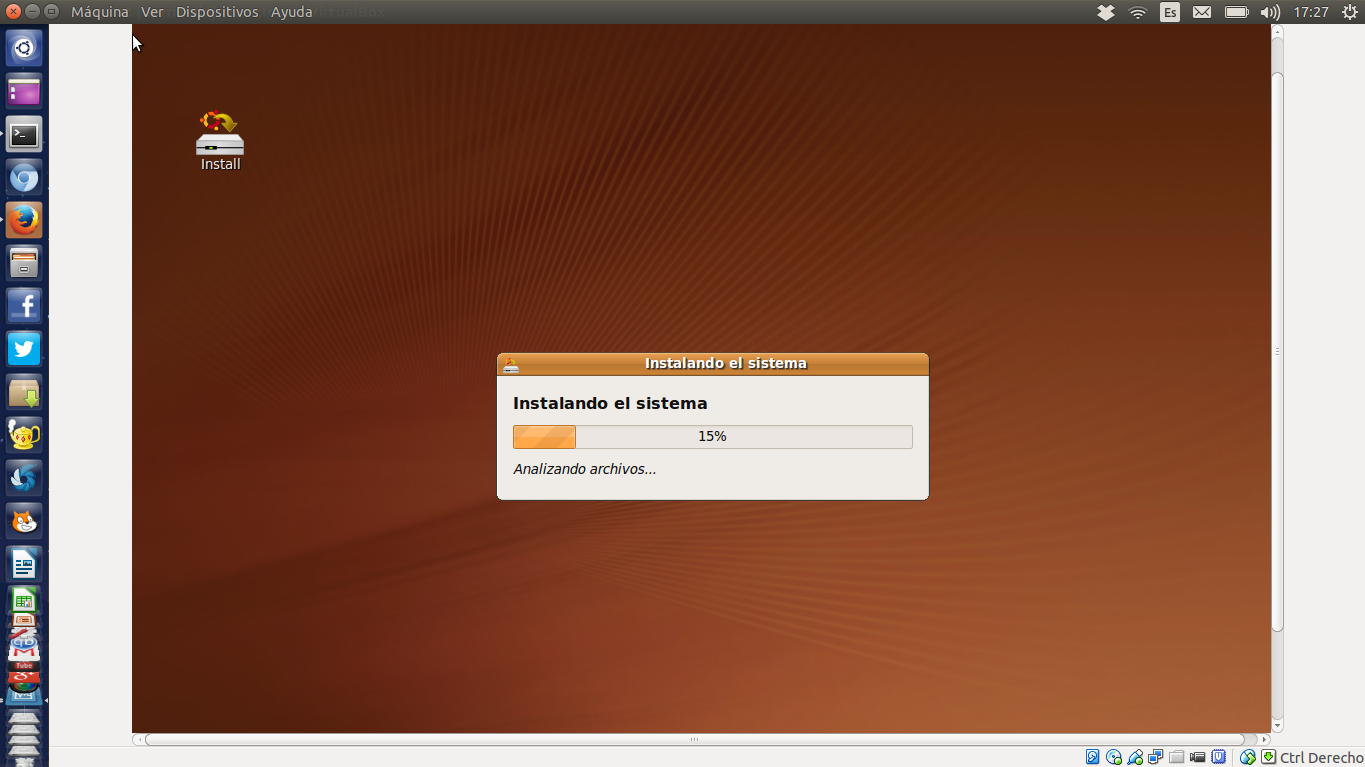 Máquina Ver Dispositivos Ayuda
Es
17:27
Install
Instalando el sistema
Instalando el sistema
15%
Analizando archivos...
Tube
Ctrl Derecho